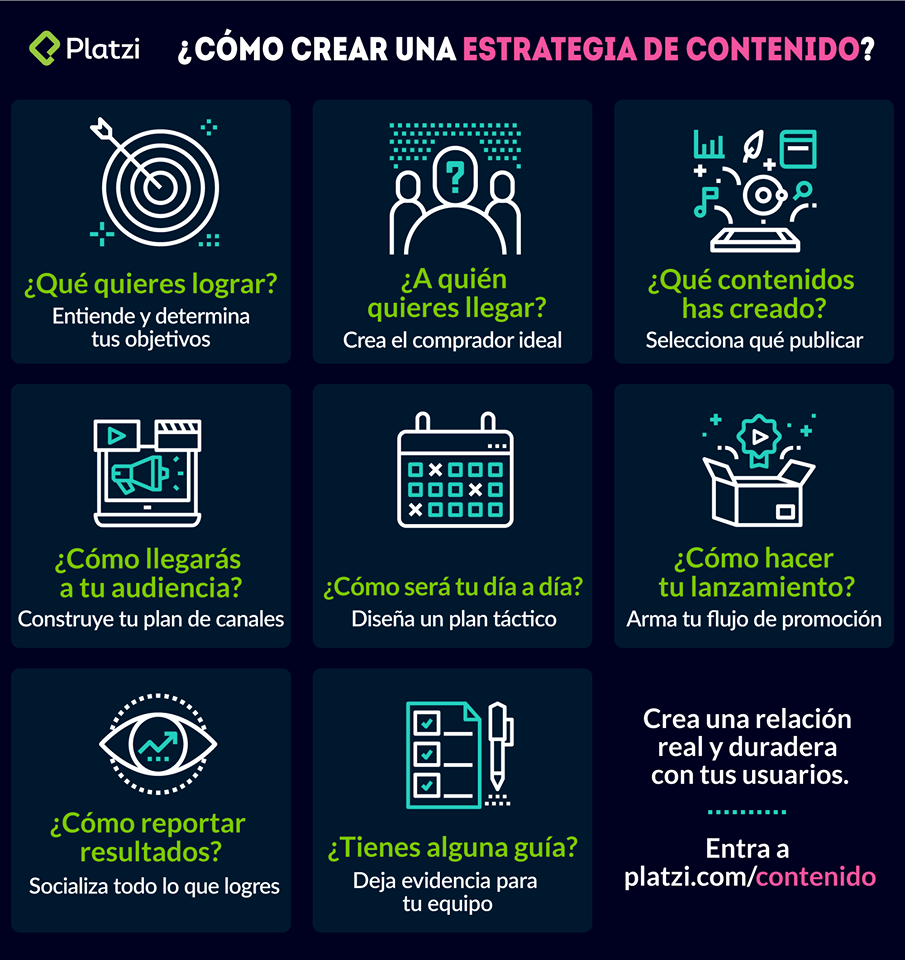 Platzi
¿CÓMO CREAR UNA ESTRATEGIA DE CONTENIDO?
¿Qué quieres lograr?
Entiende y determina
tus objetivos
?
¿A quién
quieres llegar?
Crea el comprador ideal
¿Qué contenidos
has creado?
Selecciona qué publicar
¿Cómo llegarás
a tu audiencia?
Construye tu plan de canales
¿Cómo será tu día a día?
Diseña un plan táctico
¿Cómo hacer
tu lanzamiento?
Arma tu flujo de promoción
¿Cómo reportar
resultados?
Socializa todo lo que logres
¿Tienes alguna guía?
Deja evidencia para
tu equipo
Crea una relación
real y duradera
con tus usuarios.
Entra a
platzi.com/contenido